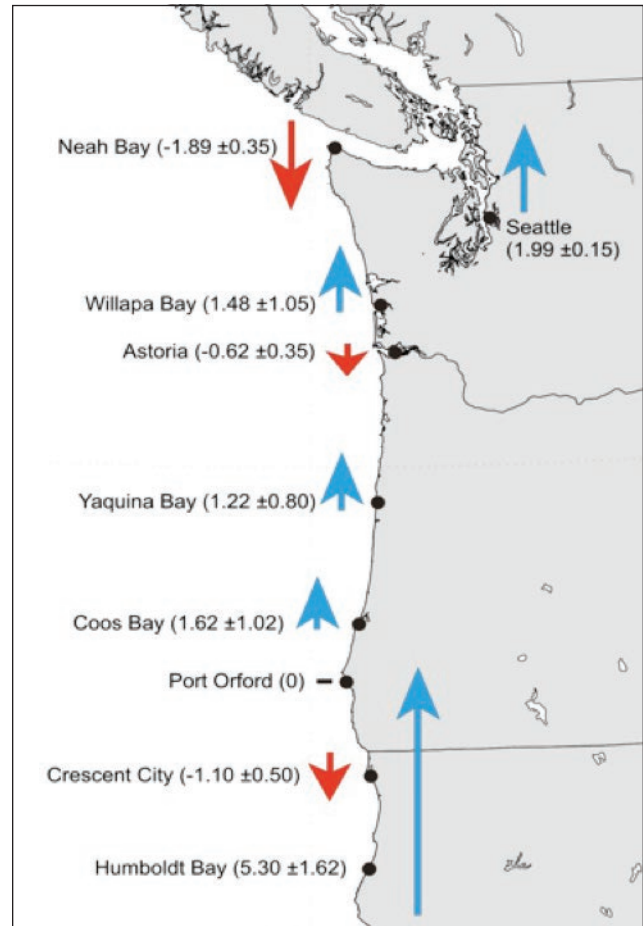 Neah Bay (-1.89 ±0.35)
Seattle
(1.99 ±0.15)
Willapa Bay (1.48 ±1.05)
Astoria (-0.62 ±0.35)
Yaquina Bay (1.22 ±0.80)
Coos Bay (1.62 ±1.02)
Port Orford (0)
Crescent City (-1.10 ±0.50)
Humboldt Bay (5.30 ±1.62)